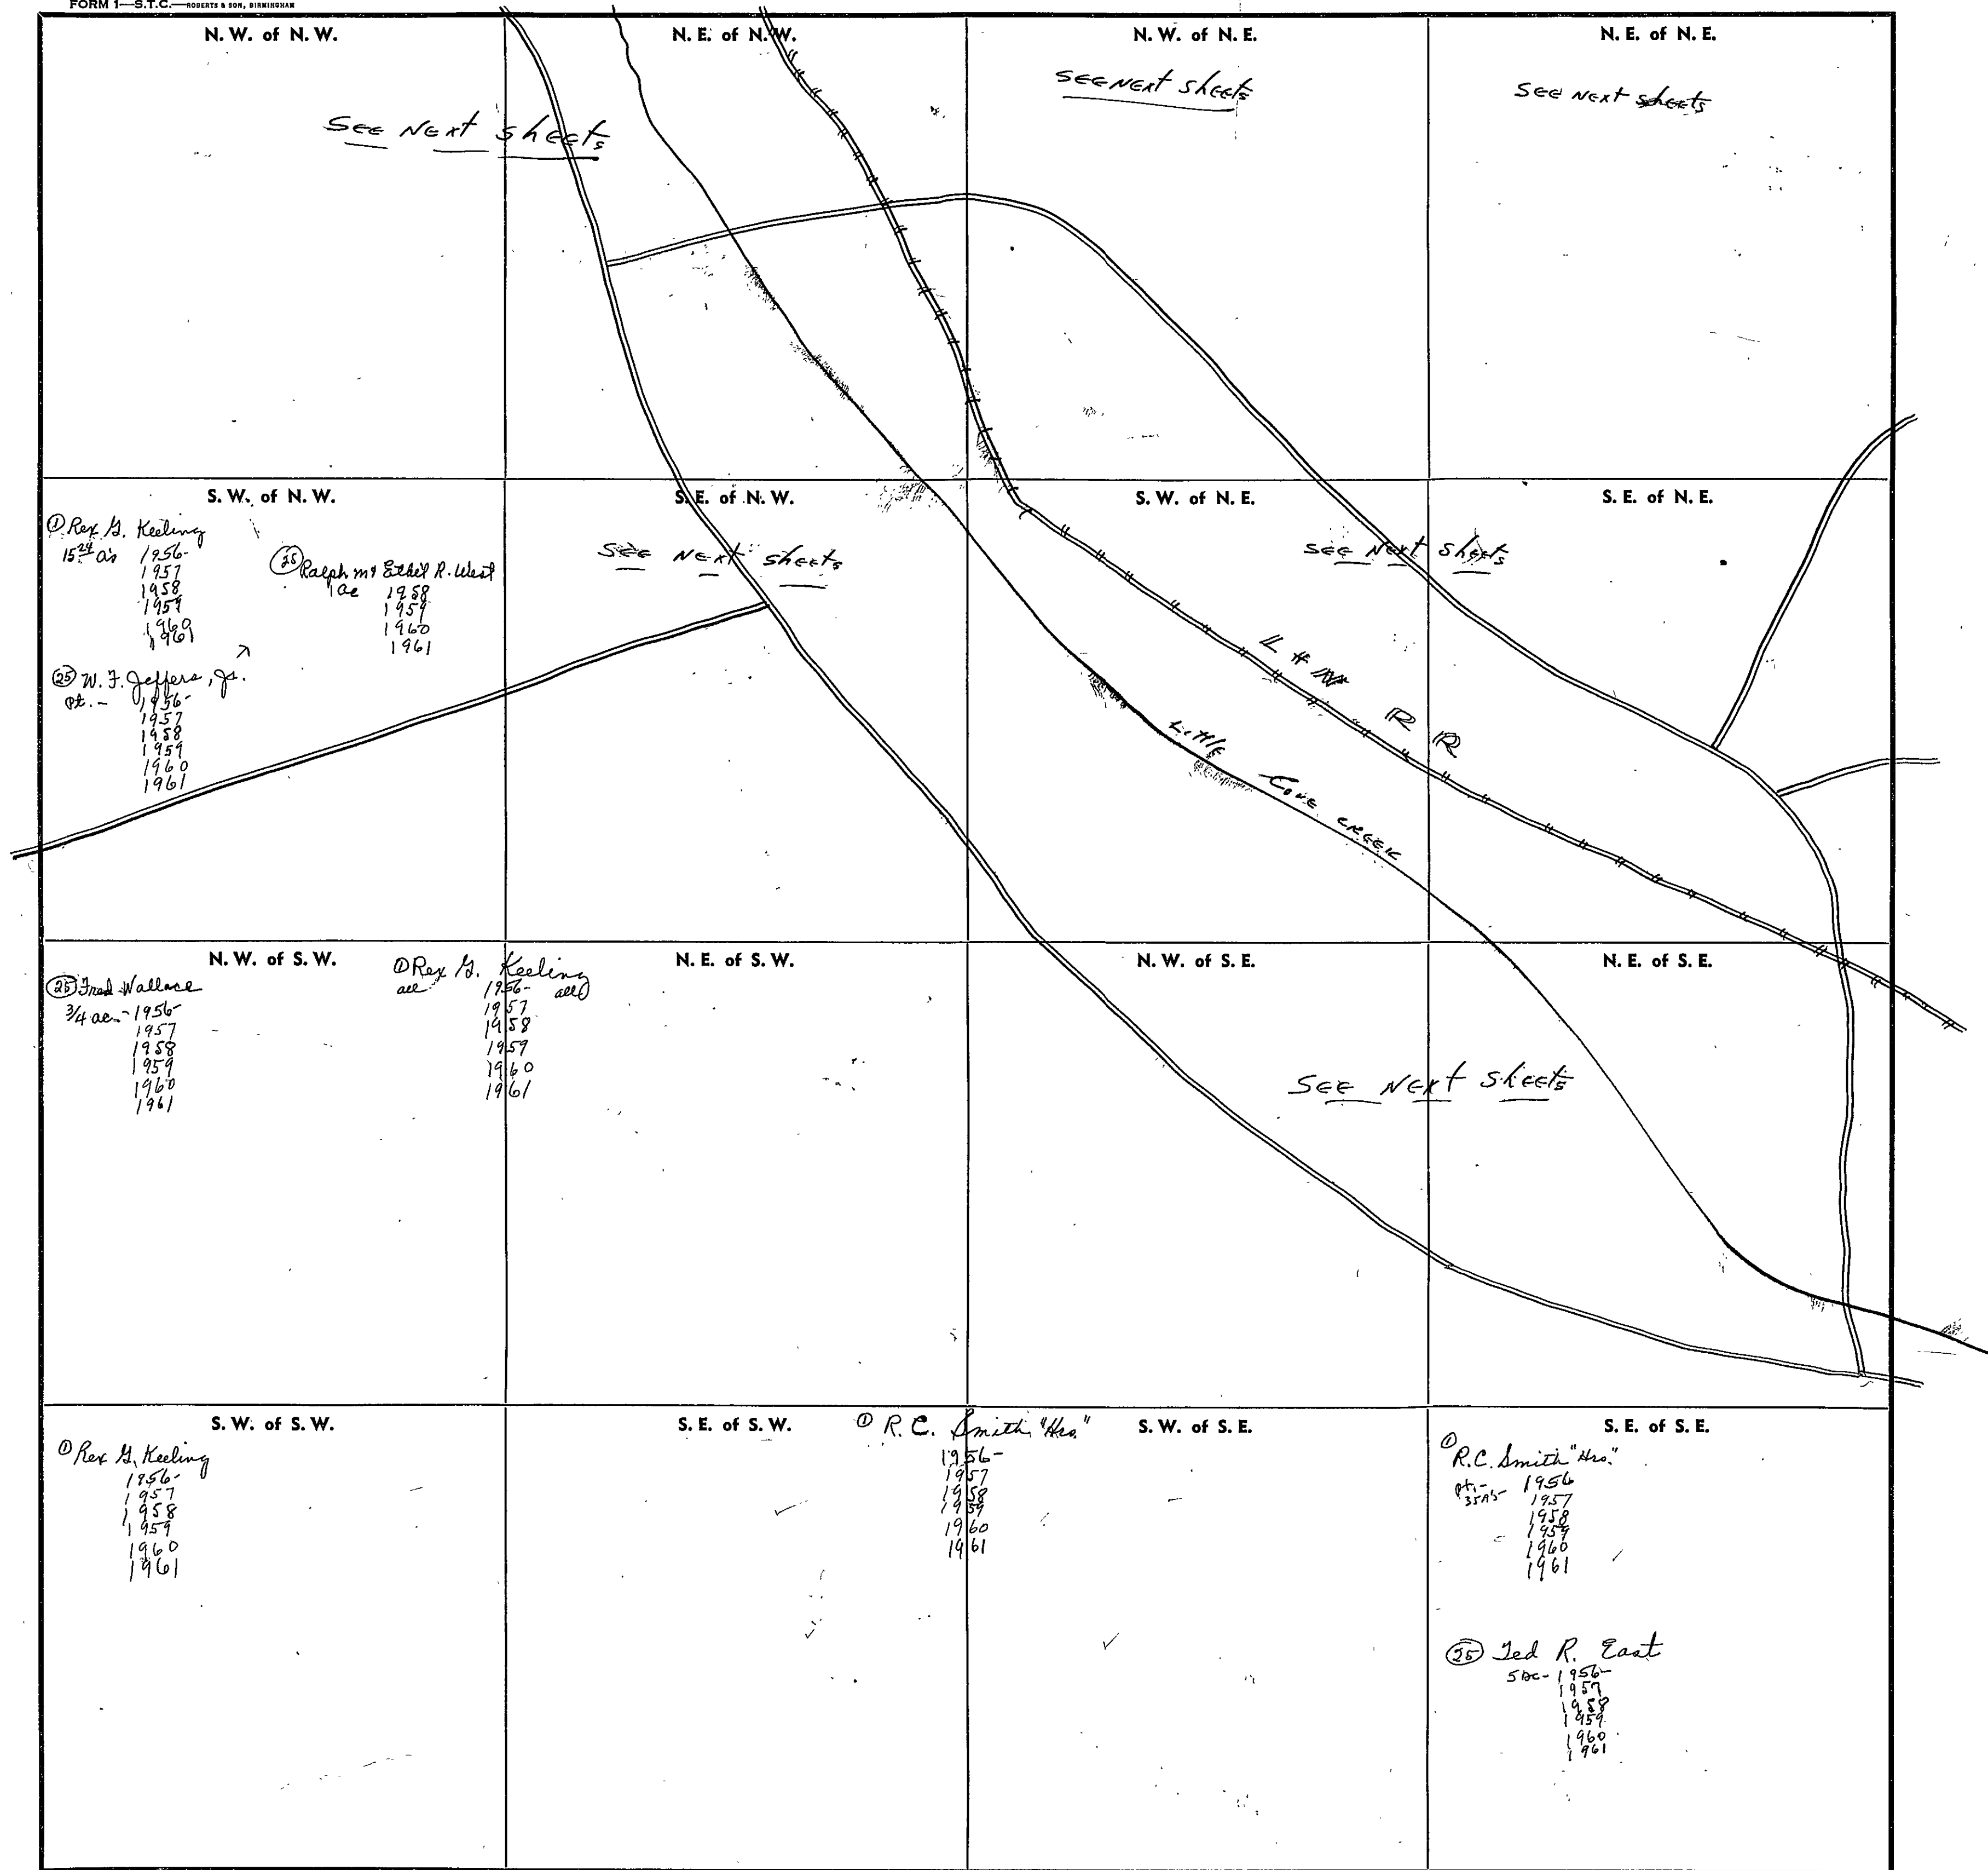 FORM 1—S.T.C.—ROBERTS & SON, BIRMINGHAM
N. W. of N. W.
N. E. of N. W.
N. W. of N. E.
N. E. of N. E.
SEE NEXT sheets
SEE NEXT sheets
SEE NEXT sheets
S. W. of N. W.
S. E. of N. W.
S. W. of N. E.
S. E. of N. E.
① Rex G. Keeling
15 24 a's 1956-
1957
1958
1959
1960
1961
㉕ Ralph M & Ethel R. West
1 ac 1958
1959
1960
1961
㉕ W. F. Jeffers, Jr.
pt. - 1956-
1957
1958
1959
1960
1961
SEE NEXT sheets
SEE NEXT sheets
L & N R R
Little Cove CREEK
N. W. of S. W.
N. E. of S. W.
N. W. of S. E.
N. E. of S. E.
㉕ Fred Wallace
3/4 ac. - 1956-
1957
1958
1959
1960
1961
① Rex G. Keeling
all 1956- all
1957
1958
1959
1960
1961
SEE NEXT sheets
S. W. of S. W.
S. E. of S. W.
S. W. of S. E.
S. E. of S. E.
① Rex G. Keeling
1956-
1957
1958
1959
1960
1961
① R. C. Smith "Hrs."
1956-
1957
1958
1959
1960
1961
①
R.C. Smith "Hrs."
pt. - 1956
35 A's- 1957
1958
1959
1960
1961
㉕ Ted R. East
5 Ac - 1956-
1957
1958
1959
1960
1961